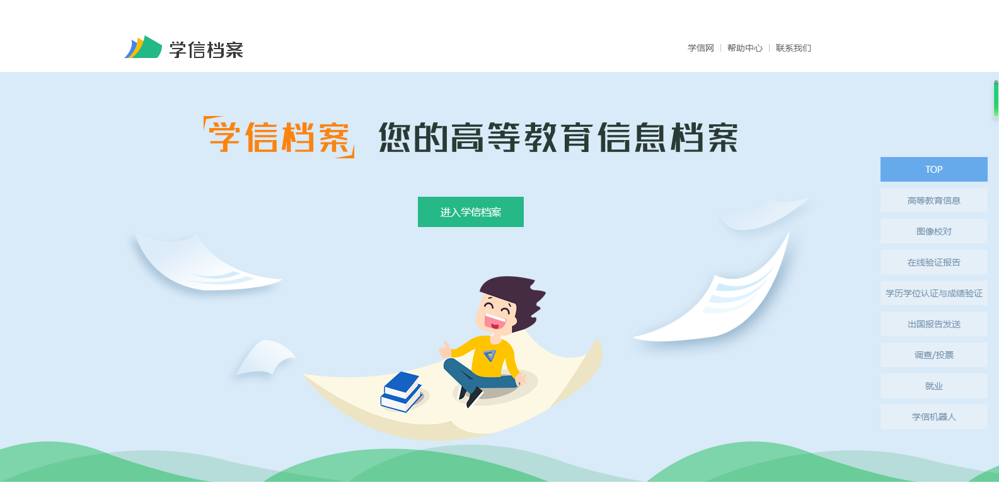 学信档案
学信网 | 帮助中心 | 联系我们
学信档案 您的高等教育信息档案
进入学信档案
TOP
高等教育信息
图像校对
在线验证报告
学历学位认证与成绩验证
出国报告发送
调查/投票
就业
学信机器人